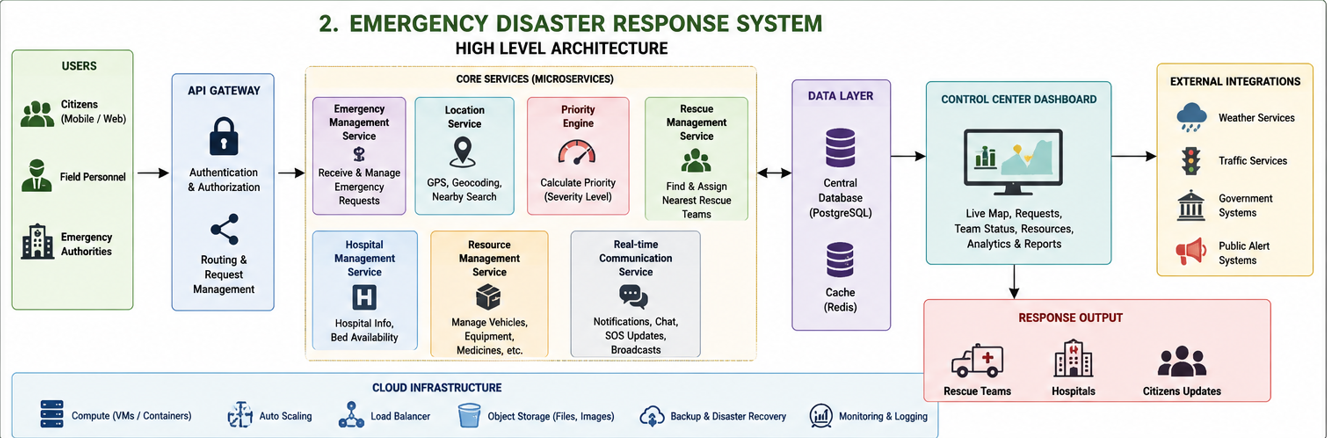 2. EMERGENCY DISASTER RESPONSE SYSTEM
HIGH LEVEL ARCHITECTURE
USERS
Citizens
(Mobile / Web)
Field Personnel
Emergency
Authorities
API GATEWAY
Authentication
& Authorization
Routing &
Request
Management
CORE SERVICES (MICROSERVICES)
Emergency
Management
Service
Receive & Manage
Emergency
Requests
Location
Service
GPS, Geocoding,
Nearby Search
Priority
Engine
Calculate Priority
(Severity Level)
Rescue
Management
Service
Find & Assign
Nearest Rescue
Teams
Hospital
Management
Service
H
Hospital Info,
Bed Availability
Resource
Management
Service
Manage Vehicles,
Equipment,
Medicines, etc.
Real-time
Communication
Service
Notifications, Chat,
SOS Updates,
Broadcasts
DATA LAYER
Central
Database
(PostgreSQL)
Cache
(Redis)
CONTROL CENTER DASHBOARD
Live Map, Requests,
Team Status, Resources,
Analytics & Reports
EXTERNAL INTEGRATIONS
Weather Services
Traffic Services
Government
Systems
Public Alert
Systems
RESPONSE OUTPUT
Rescue Teams
Hospitals
Citizens Updates
CLOUD INFRASTRUCTURE
Compute (VMs / Containers)
Auto Scaling
Load Balancer
Object Storage (Files, Images)
Backup & Disaster Recovery
Monitoring & Logging